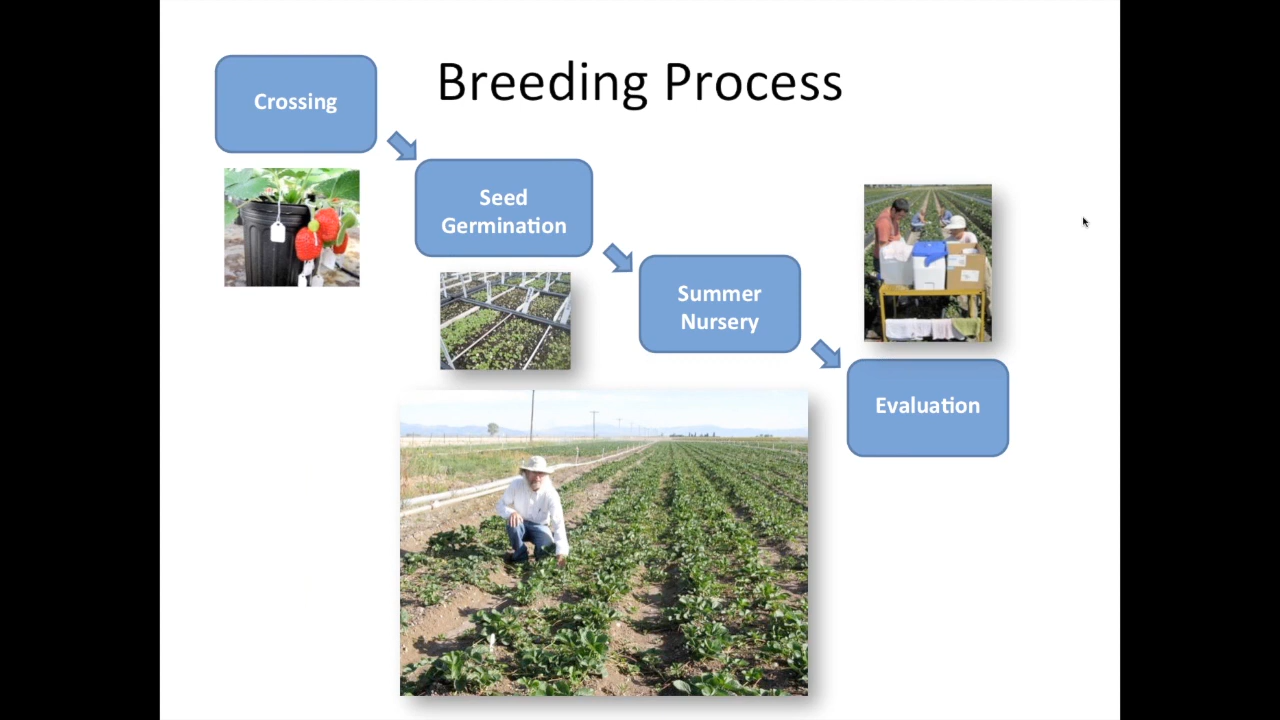 Breeding Process
Crossing
Seed
Germination
Summer
Nursery
Evaluation